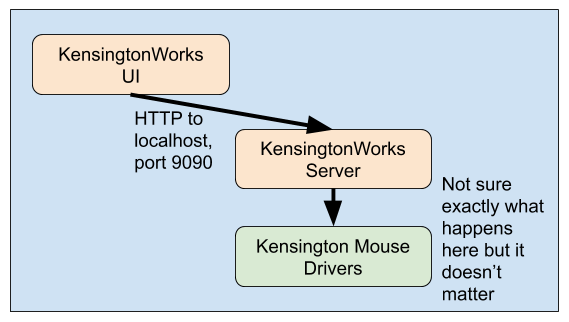 KensingtonWorks
UI
HTTP to
localhost,
port 9090
KensingtonWorks
Server
Not sure
exactly what
happens
here but it
doesn't
matter
Kensington Mouse
Drivers